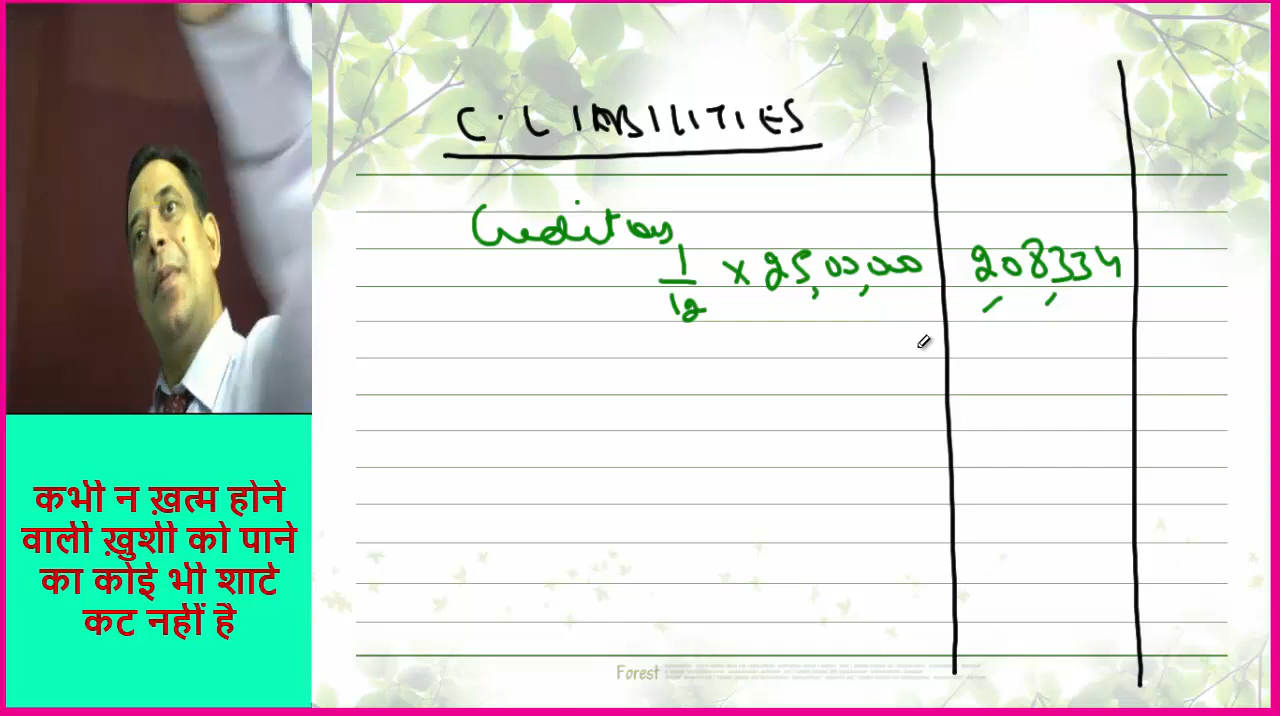 C. LIABILITIES
Creditors
1/12 × 25,00,000 208334
कभी न ख़त्म होने
वाली ख़ुशी को पाने
का कोई भी शार्ट
कट नहीं है
Forest